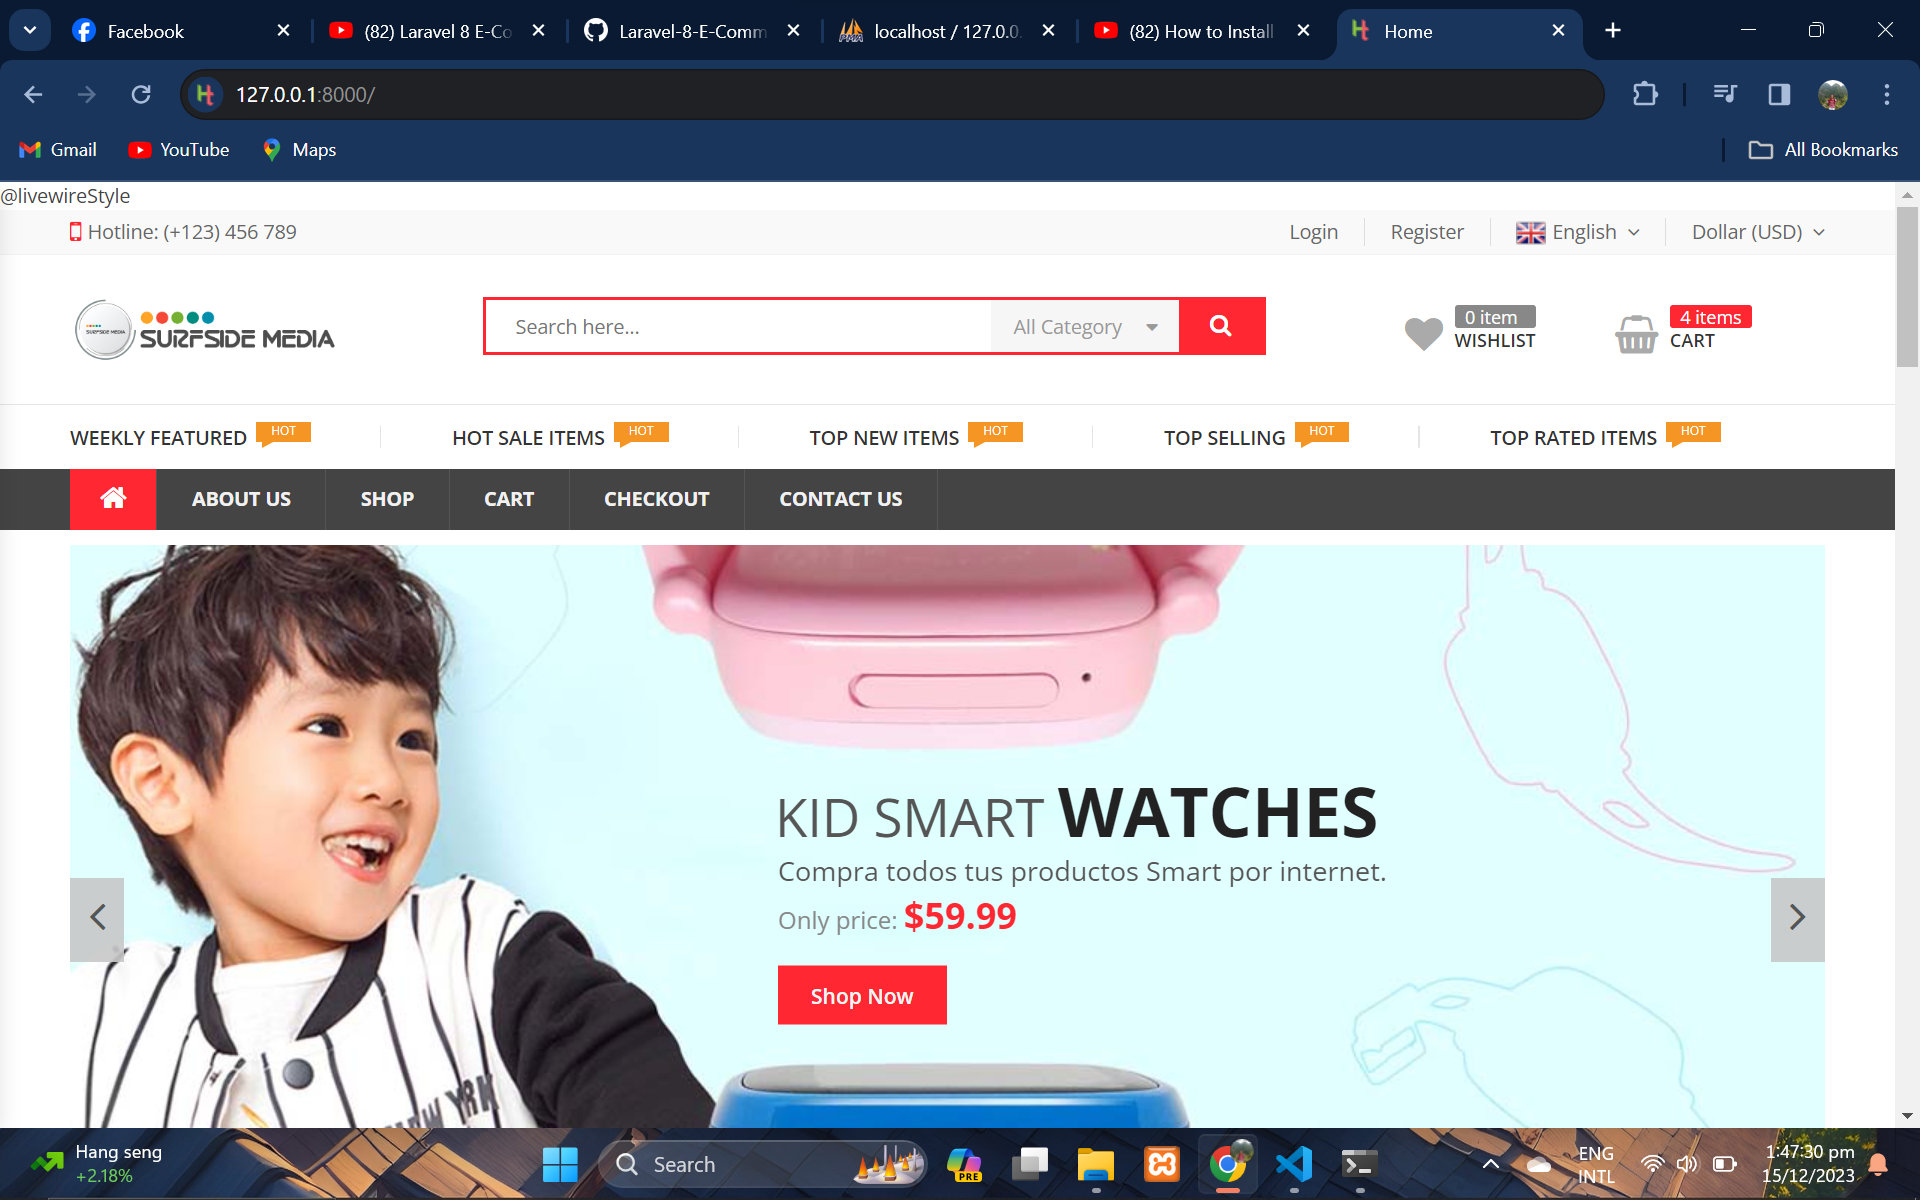 Facebook
(82) Laravel 8 E-Co
Laravel-8-E-Comm
localhost / 127.0.0.
(82) How to Install
Home
127.0.0.1:8000/
Gmail
YouTube
Maps
All Bookmarks
@livewireStyle
Hotline: (+123) 456 789
Login
Register
English
Dollar (USD)
SURFSIDE MEDIA
SURFSIDE MEDIA
Search here...
All Category
0 item
WISHLIST
4 items
CART
WEEKLY FEATURED HOT
HOT SALE ITEMS HOT
TOP NEW ITEMS HOT
TOP SELLING HOT
TOP RATED ITEMS HOT
ABOUT US
SHOP
CART
CHECKOUT
CONTACT US
KID SMART WATCHES
Compra todos tus productos Smart por internet.
Only price: $59.99
Shop Now
NEW YORK
Hang seng
+2.18%
Search
PRE
ENG
INTL
1:47:30 pm
15/12/2023